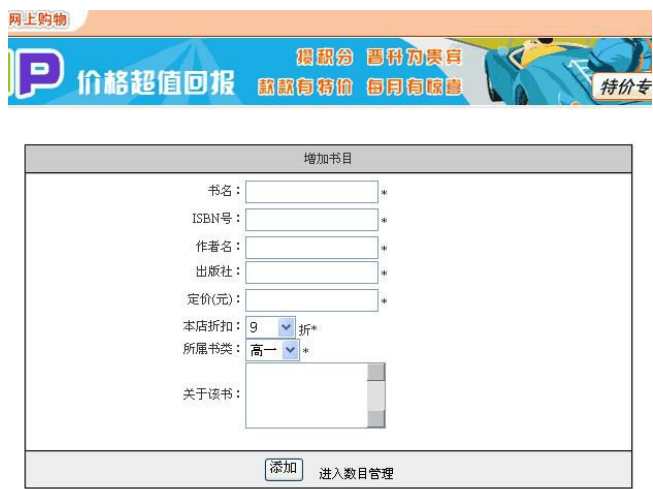 网上购物
P 价格超值回报
攒积分 晋升为贵宾
款款有特价 每月有惊喜
特价专
增加书目
书名： *
ISBN号： *
作者名： *
出版社： *
定价(元)： *
本店折扣： 9 折*
所属书类： 高一 *
关于该书：
添加 进入数目管理